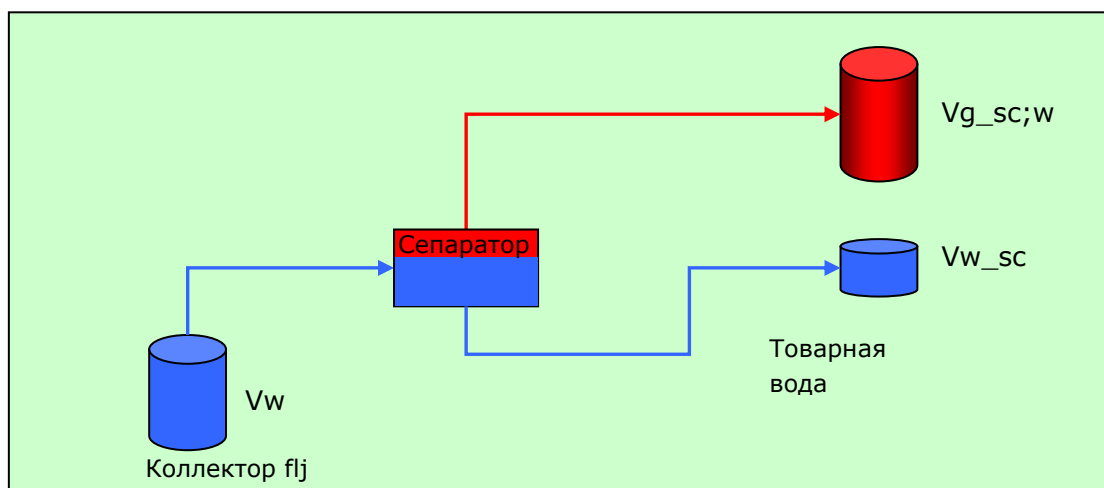 Vg_sc;w
Сепаратор
Vw_sc
Товарная
вода
Vw
Коллектор flj